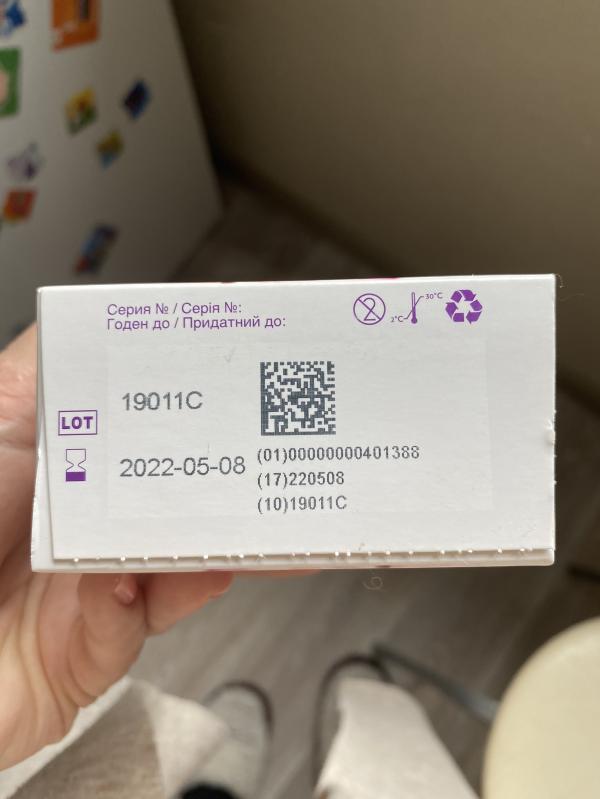 Серия № / Серія №:
Годен до / Придатний до:
2
2°C
30°C
LOT
19011C
2022-05-08
(01)00000000401388
(17)220508
(10)19011C